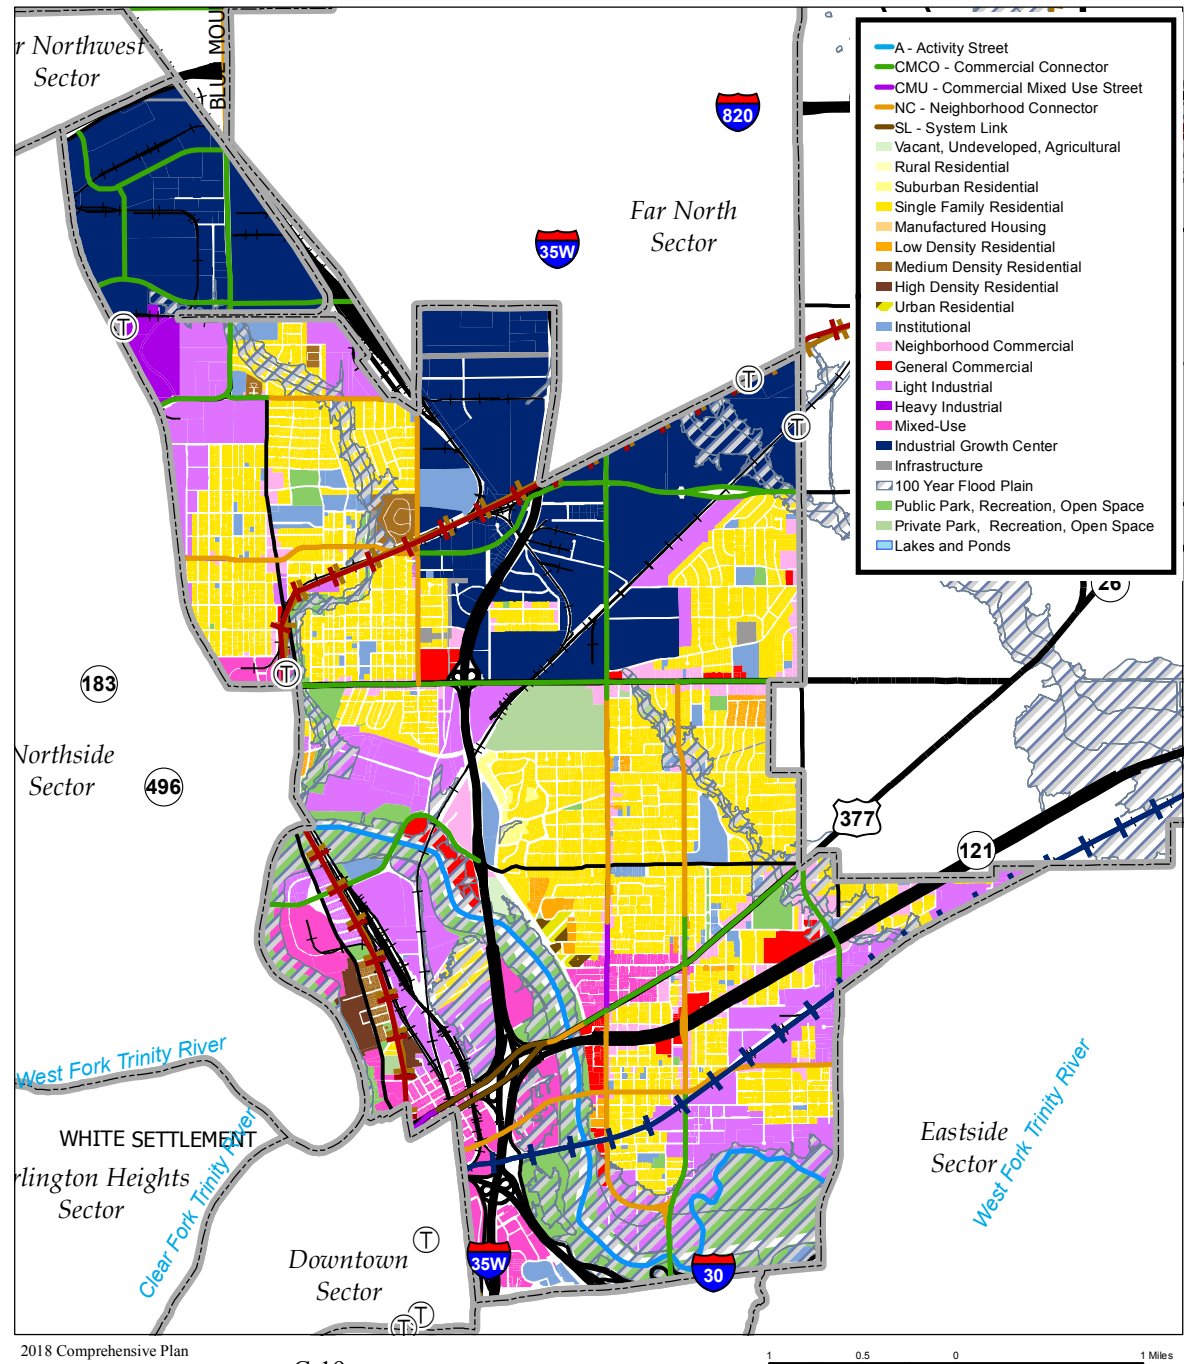 r Northwest
Sector
BLUE MOU
820
35W
Far North
Sector
A - Activity Street
CMCO - Commercial Connector
CMU - Commercial Mixed Use Street
NC - Neighborhood Connector
SL - System Link
Vacant, Undeveloped, Agricultural
Rural Residential
Suburban Residential
Single Family Residential
Manufactured Housing
Low Density Residential
Medium Density Residential
High Density Residential
Urban Residential
Institutional
Neighborhood Commercial
General Commercial
Light Industrial
Heavy Industrial
Mixed-Use
Industrial Growth Center
Infrastructure
100 Year Flood Plain
Public Park, Recreation, Open Space
Private Park, Recreation, Open Space
Lakes and Ponds
T
T
T
26
T
183
Northside
Sector
496
377
121
West Fork Trinity River
WHITE SETTLEMENT
rlington Heights
Sector
Clear Fork Trinity River
Eastside
Sector
West Fork Trinity River
Downtown
Sector
T
35W
30
T
T
2018 Comprehensive Plan
C-19
1 0.5 0 1 Miles